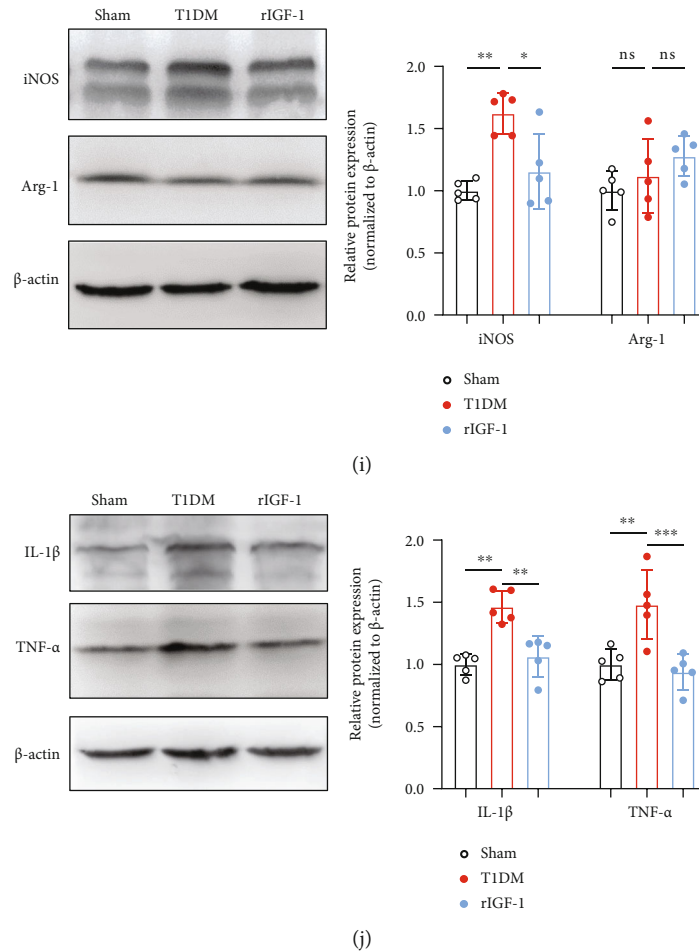 Sham T1DM rIGF-1
iNOS
Arg-1
β-actin
Relative protein expression
(normalized to β-actin)
2.0
1.5
1.0
0.5
0.0
** * ns ns
iNOS Arg-1
Sham
T1DM
rIGF-1
(i)
Sham T1DM rIGF-1
IL-1β
TNF-α
β-actin
Relative protein expression
(normalized to β-actin)
2.0
1.5
1.0
0.5
0.0
** ** ** ***
IL-1β TNF-α
Sham
T1DM
rIGF-1
(j)